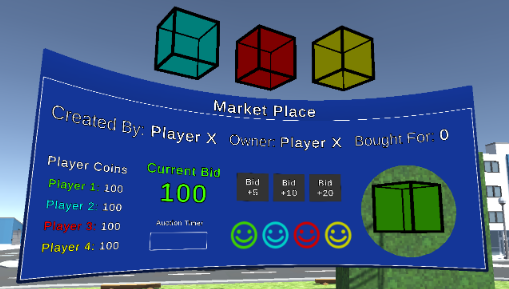 Market Place
Created By: Player X Owner: Player X Bought For: 0
Player Coins
Player 1: 100
Player 2: 100
Player 3: 100
Player 4: 100
Current Bid
100
Auction Timer
Bid +5
Bid +10
Bid +20